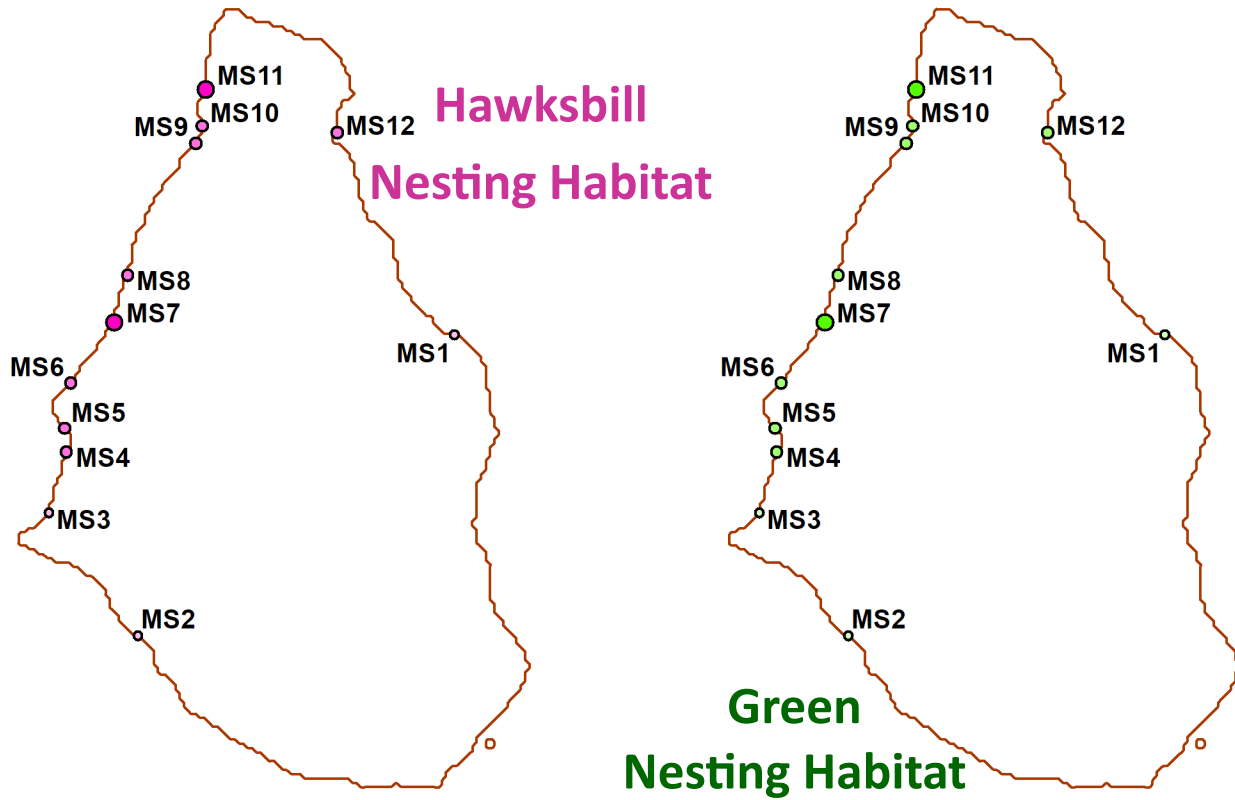 MS11
MS10
MS9
MS12
Hawksbill
Nesting Habitat
MS8
MS7
MS1
MS6
MS5
MS4
MS3
MS2
MS11
MS10
MS9
MS12
MS8
MS7
MS1
MS6
MS5
MS4
MS3
MS2
Green
Nesting Habitat